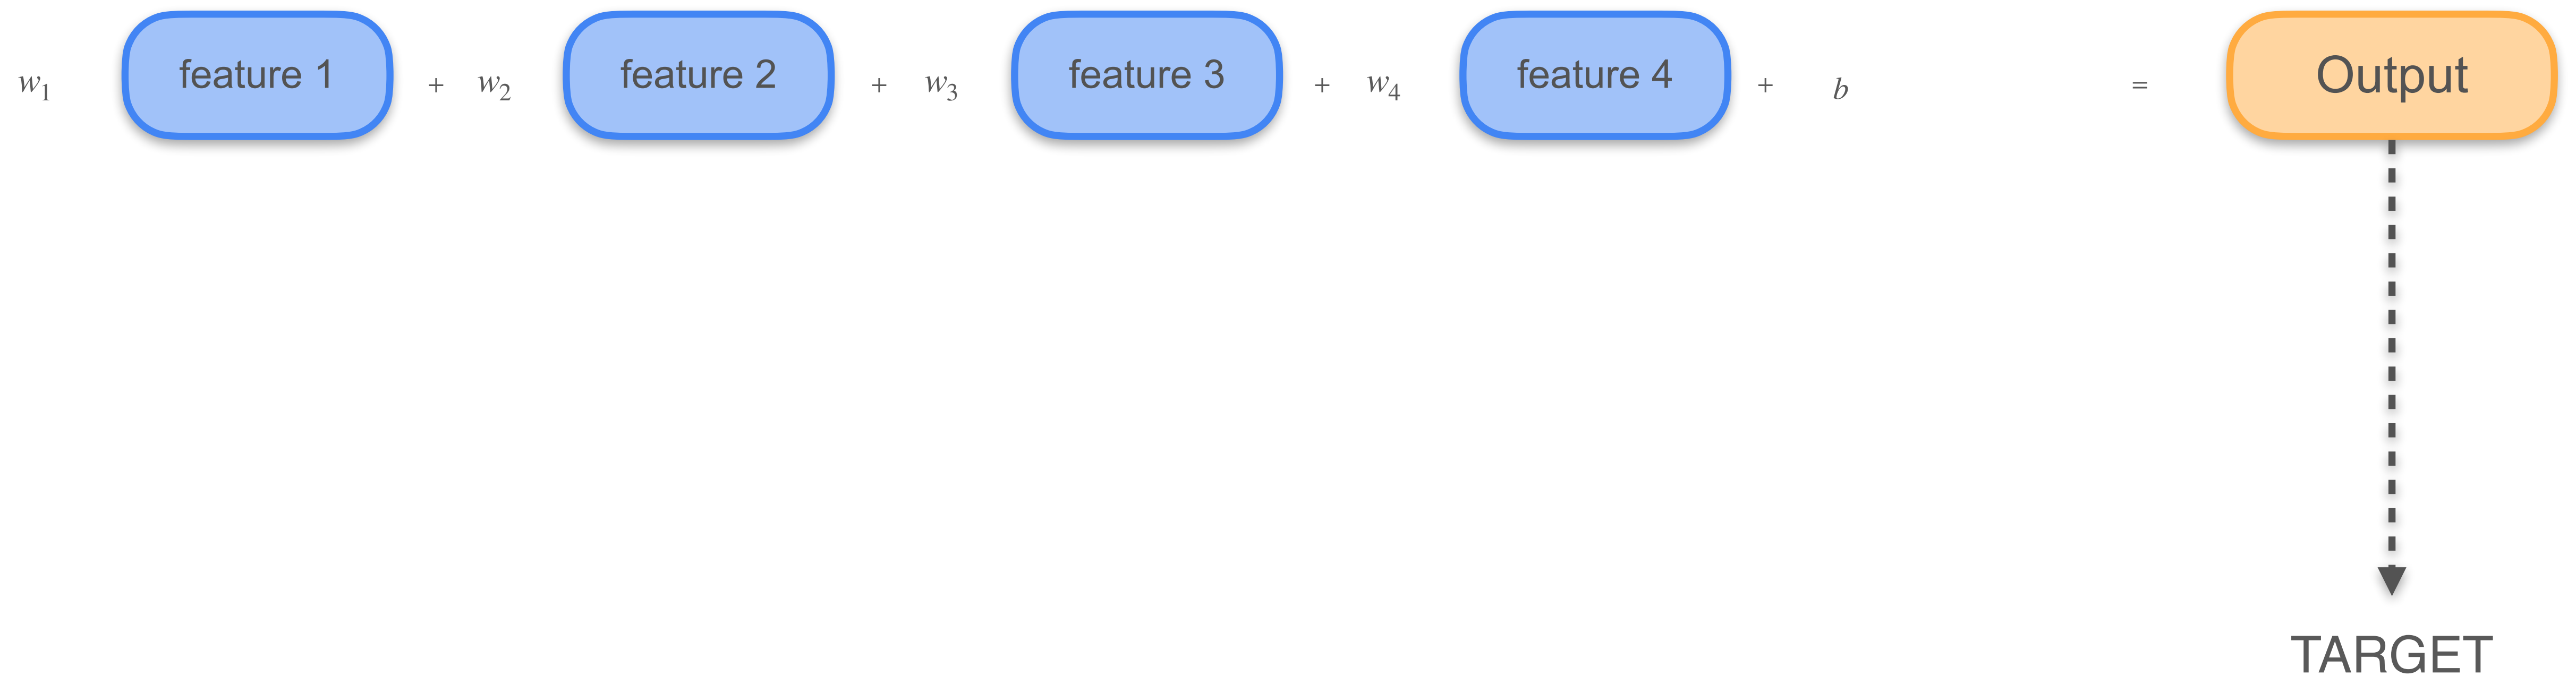 w₁ feature 1 + w₂ feature 2 + w₃ feature 3 + w₄ feature 4 + b = Output
TARGET